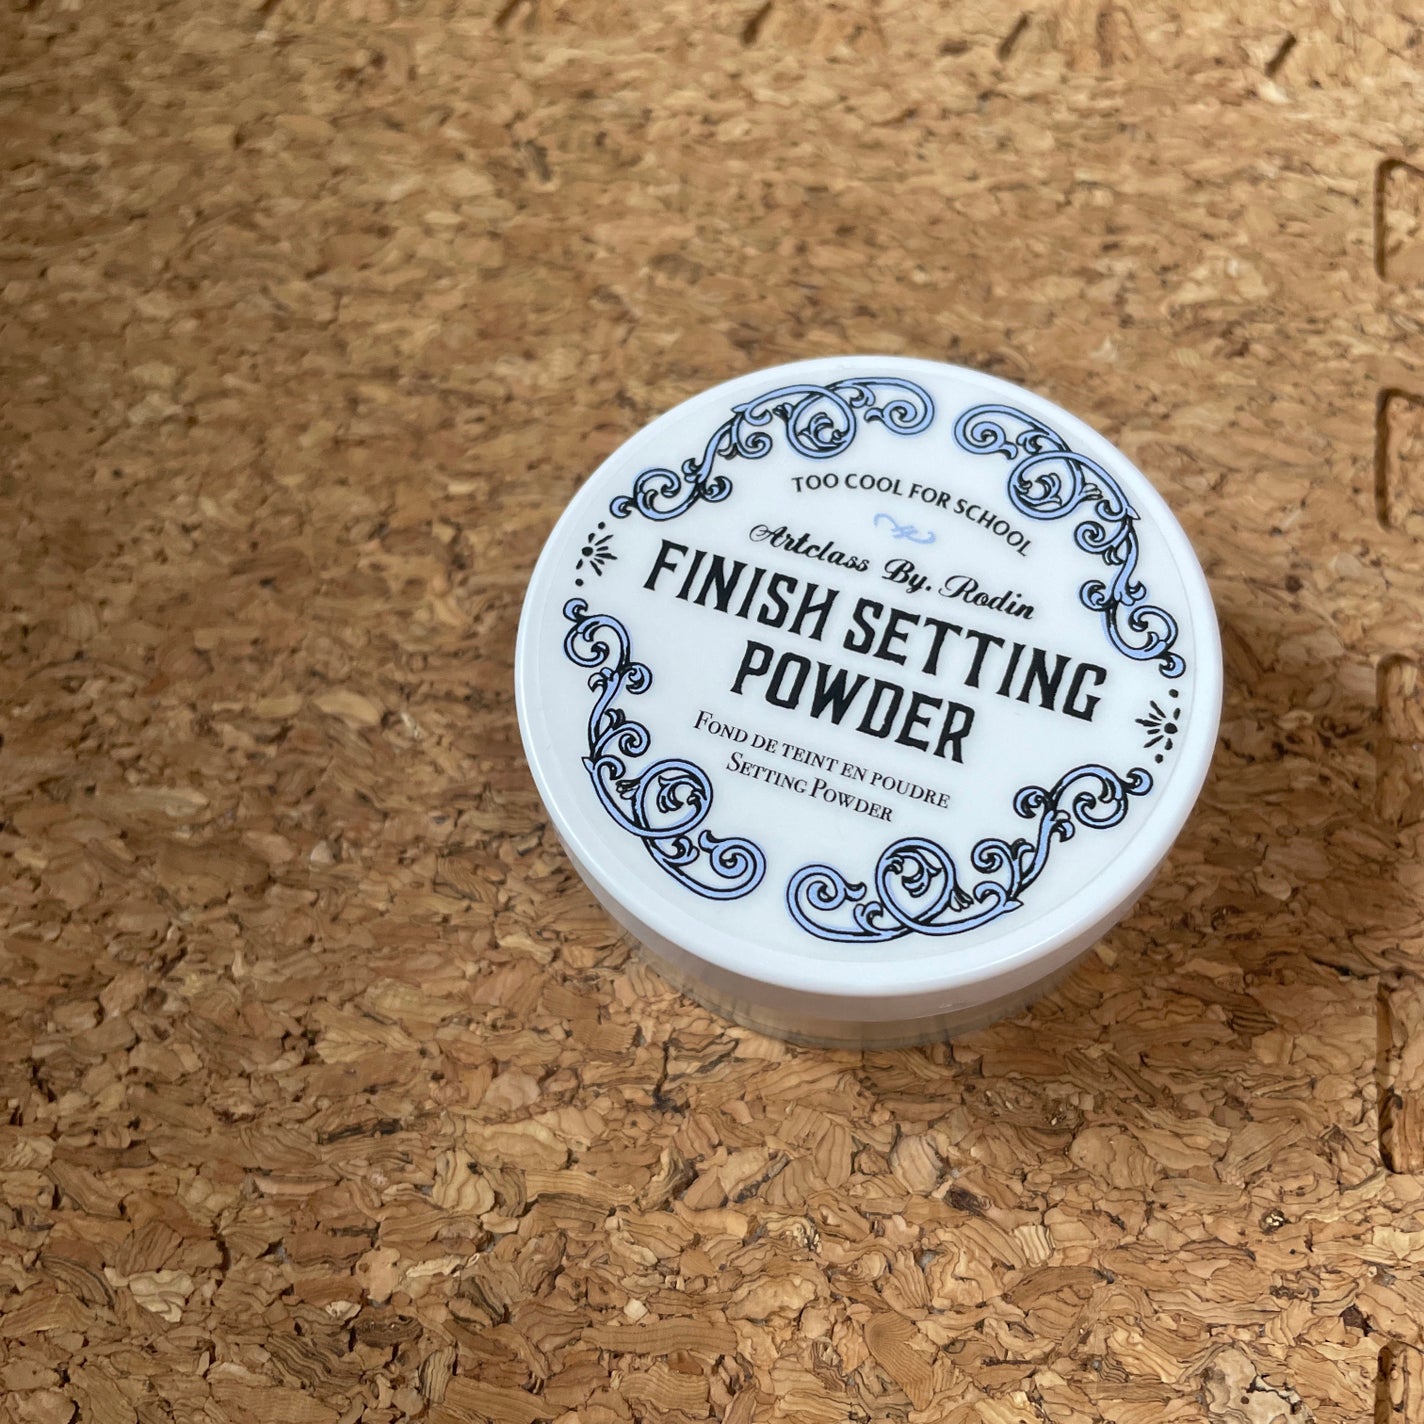 TOO COOL FOR SCHOOL
Artclass By. Rodin
FINISH SETTING
POWDER
FOND DE TEINT EN POUDRE
SETTING POWDER